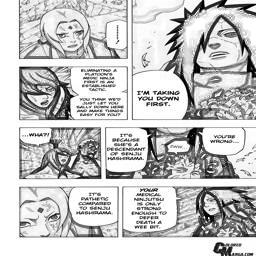 ...
I'M TAKING
YOU DOWN
FIRST.
ELIMINATING A
PLATOON'S
MEDIC NINJA
FIRST IS AN
ESTABLISHED
TACTIC.
YOU THINK WE'D
JUST LET YOU
SALLY DOWN HERE
AND MAKE THINGS
EASY FOR YOU?
YOU'RE
WRONG...
IT'S
BECAUSE
SHE'S A
DESCENDANT
OF SENJU
HASHIRAMA.
...WHAT?!
YOUR
MEDICAL
NINJUTSU
IS ONLY
STRONG
ENOUGH TO
DEFER
DEATH A
WEE BIT.
IT'S
PATHETIC
COMPARED
TO SENJU
HASHIRAMA.
COLORED
MANGA.COM